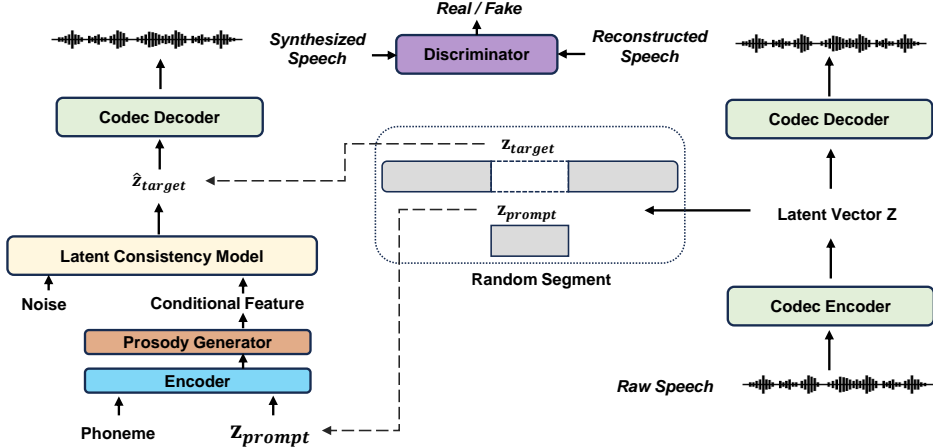 Real / Fake
Synthesized
Speech
Discriminator
Reconstructed
Speech
Codec Decoder
ẑ_target
Latent Consistency Model
Noise
Conditional Feature
Prosody Generator
Encoder
Phoneme
z_prompt
z_target
z_prompt
Random Segment
Codec Decoder
Latent Vector Z
Codec Encoder
Raw Speech